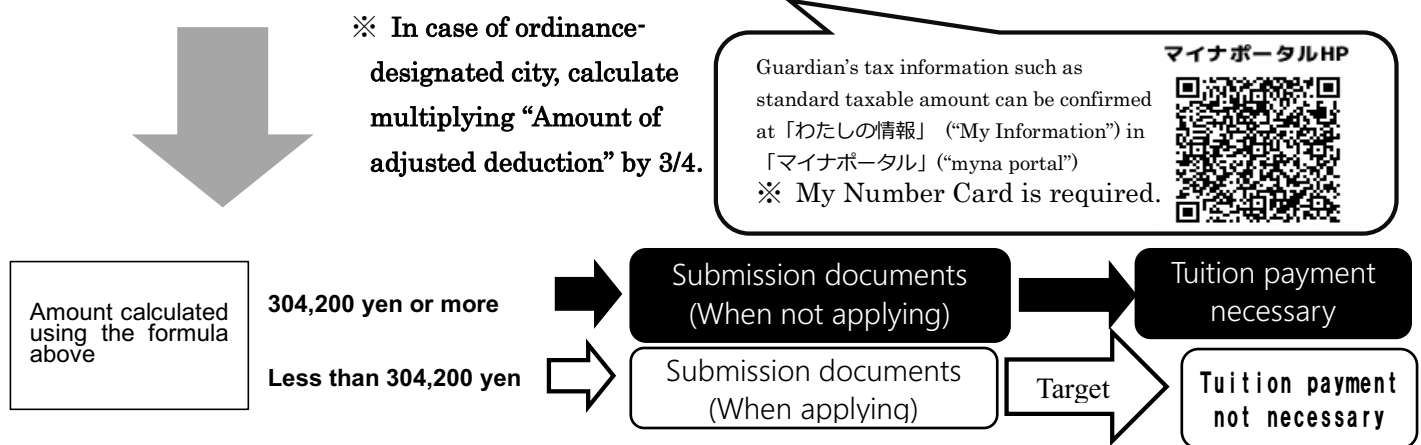 ※ In case of ordinance-
designated city, calculate
multiplying “Amount of
adjusted deduction” by 3/4.
マイナポータルHP
Guardian’s tax information such as
standard taxable amount can be confirmed
at「わたしの情報」 (“My Information”) in
「マイナポータル」(“myna portal”)
※ My Number Card is required.
Amount calculated
using the formula
above
304,200 yen or more
Submission documents
(When not applying)
Tuition payment
necessary
Less than 304,200 yen
Submission documents
(When applying)
Target
Tuition payment
not necessary